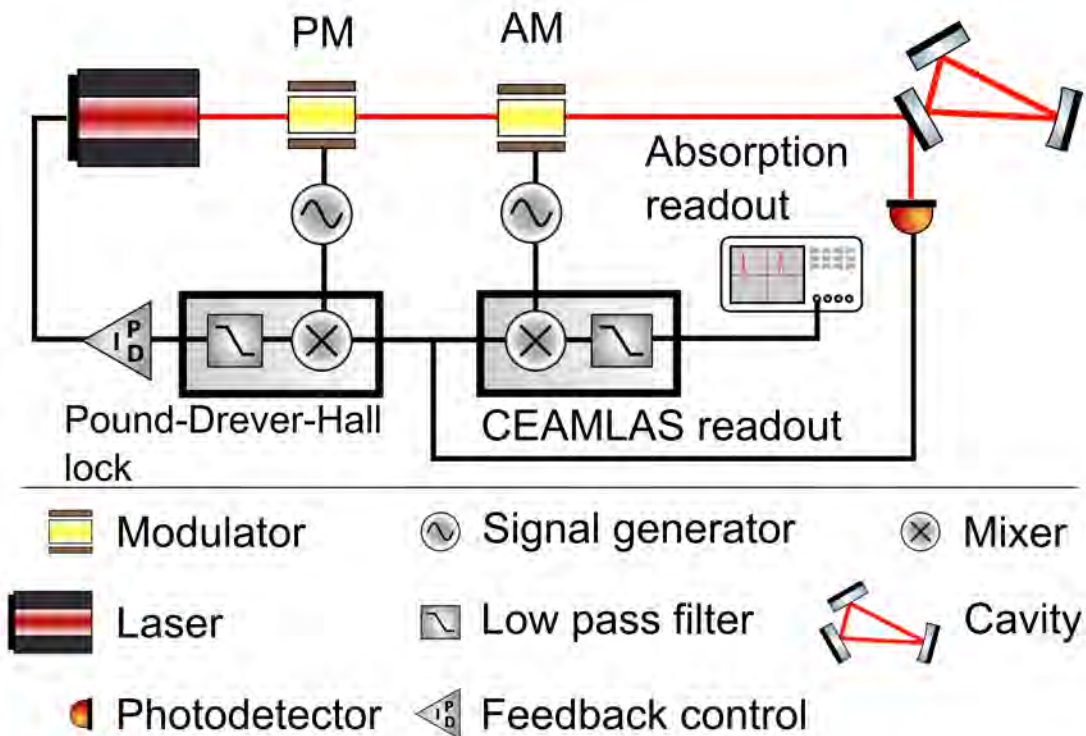 PM
AM
Absorption
readout
P
I
D
Pound-Drever-Hall
lock
CEAMLAS readout
Modulator
Signal generator
Mixer
Laser
Low pass filter
Cavity
Photodetector
P
I
D
Feedback control